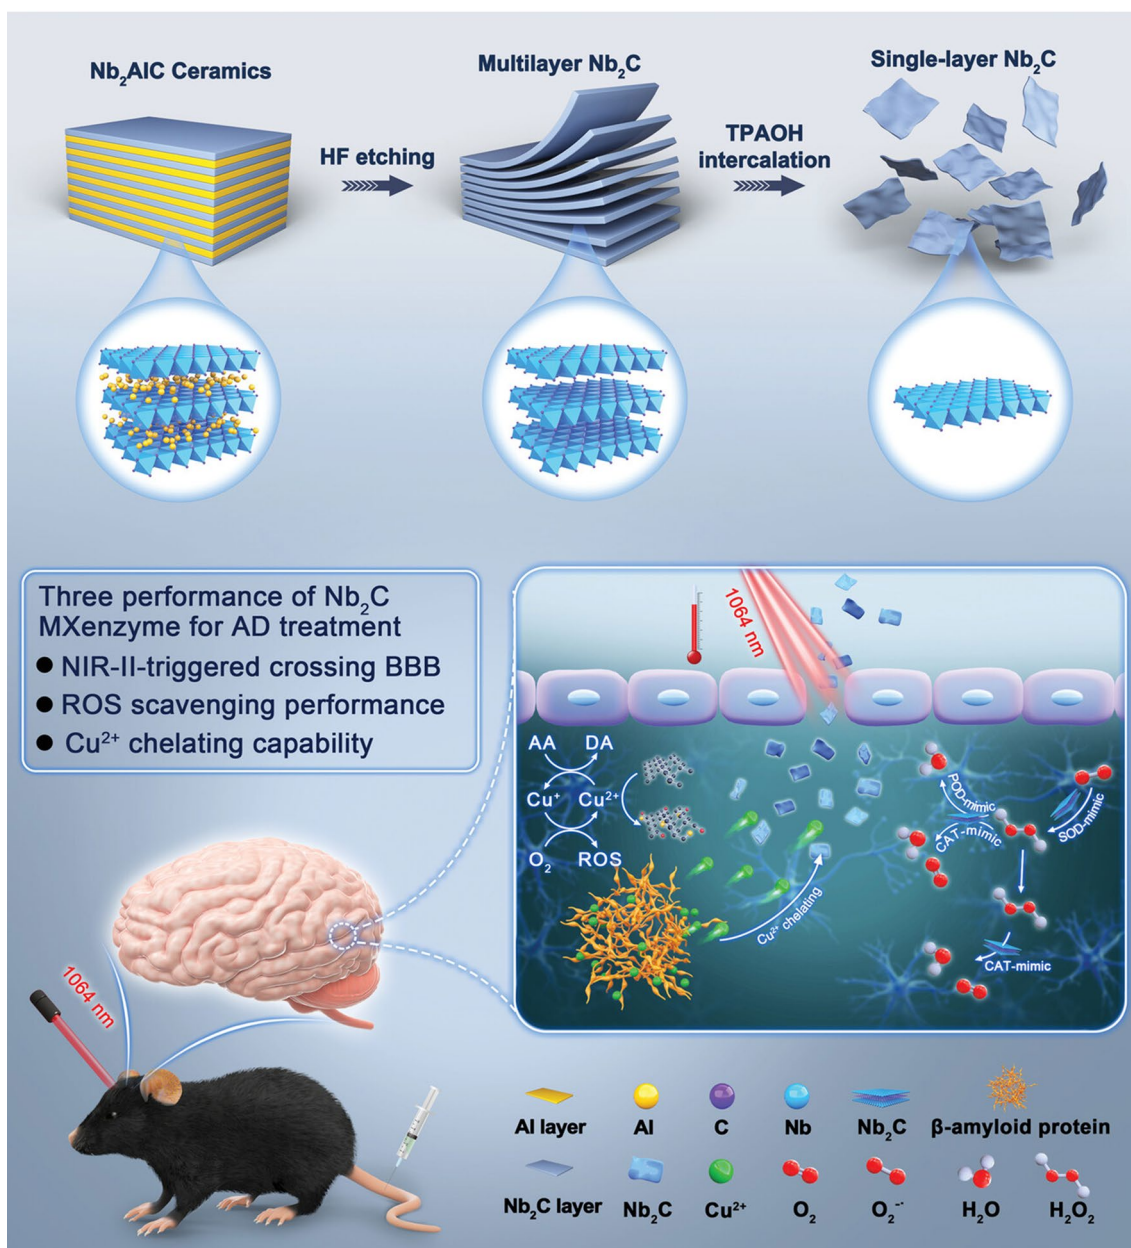 Nb₂AlC Ceramics
Multilayer Nb₂C
Single-layer Nb₂C
HF etching
TPAOH
intercalation
Three performance of Nb₂C
MXenzyme for AD treatment
● NIR-II-triggered crossing BBB
● ROS scavenging performance
● Cu²⁺ chelating capability
1064 nm
AA
DA
Cu⁺
Cu²⁺
O₂
ROS
POD-mimic
SOD-mimic
CAT-mimic
Cu²⁺ chelating
CAT-mimic
1064 nm
Al layer
Al
C
Nb
Nb₂C
β-amyloid protein
Nb₂C layer
Nb₂C
Cu²⁺
O₂
O₂⁻·
H₂O
H₂O₂